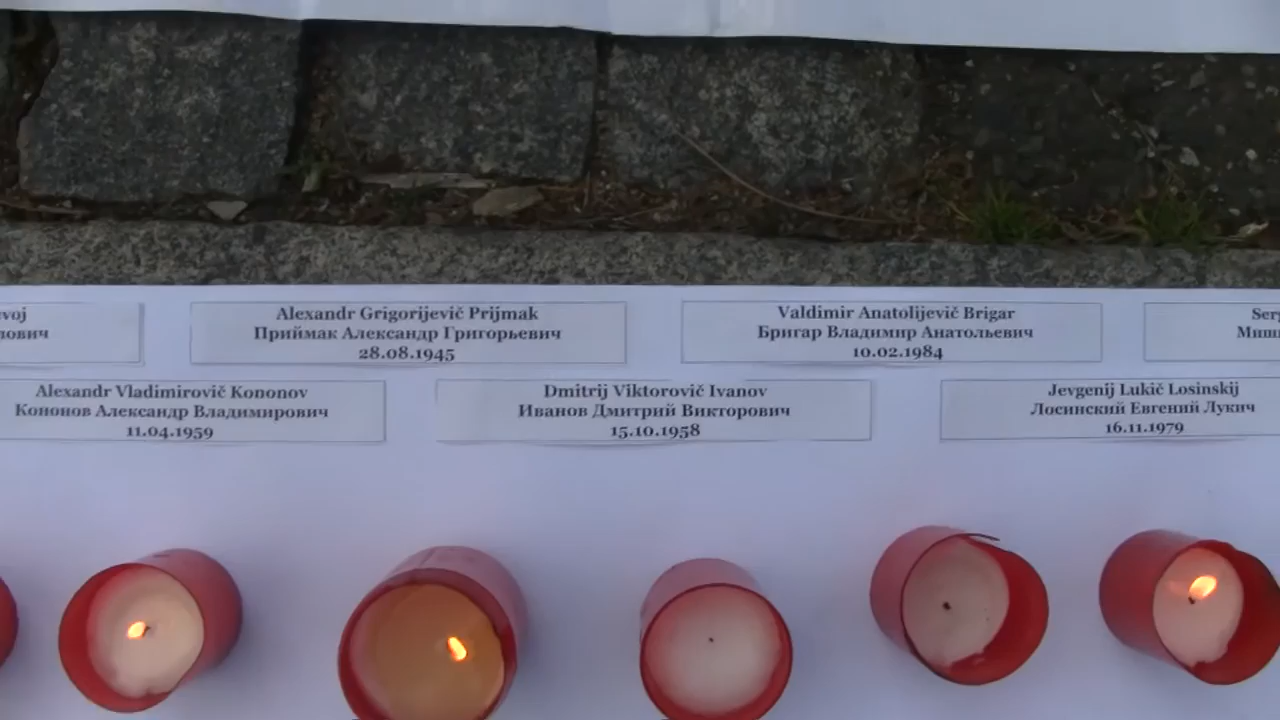 Alexandr Grigorijevič Prijmak
Приймак Александр Григорьевич
28.08.1945
Valdimir Anatolijevič Brigar
Бригар Владимир Анатольевич
10.02.1984
Alexandr Vladimirovič Kononov
Кононов Александр Владимирович
11.04.1959
Dmitrij Viktorovič Ivanov
Иванов Дмитрий Викторович
15.10.1958
Jevgenij Lukič Losinskij
Лосинский Евгений Лукич
16.11.1979